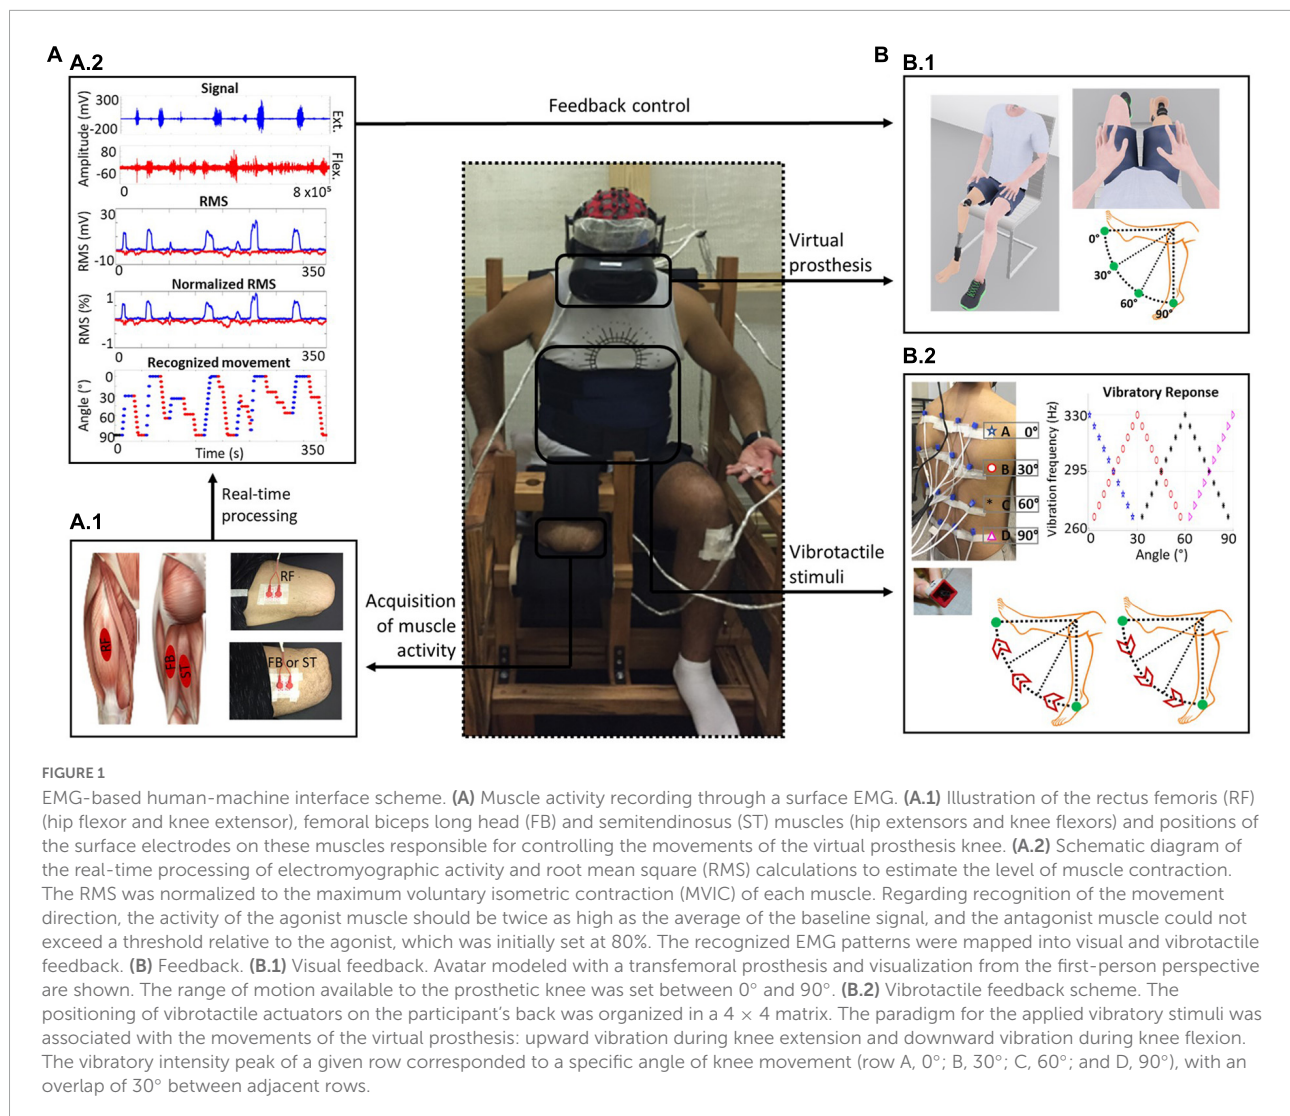 A
A.2
Signal
300
-200
Amplitude (mV)
Ext.
80
-60
Flex.
0
8 x10⁵
RMS
30
-10
RMS (mV)
0
350
Normalized RMS
1
-1
RMS (%)
0
350
Recognized movement
0
30
60
90
Angle (°)
0
350
Time (s)
Real-time
processing
A.1
RF
FB
ST
RF
FB or ST
Feedback control
Virtual
prosthesis
Vibrotactile
stimuli
Acquisition
of muscle
activity
B
B.1
0°
30°
60°
90°
B.2
A 0°
B 30°
* C 60°
D 90°
Vibratory Reponse
330
295
260
Vibration frequency (Hz)
0
30
60
90
Angle (°)
FIGURE 1
EMG-based human-machine interface scheme. (A) Muscle activity recording through a surface EMG. (A.1) Illustration of the rectus femoris (RF)
(hip flexor and knee extensor), femoral biceps long head (FB) and semitendinosus (ST) muscles (hip extensors and knee flexors) and positions of
the surface electrodes on these muscles responsible for controlling the movements of the virtual prosthesis knee. (A.2) Schematic diagram of
the real-time processing of electromyographic activity and root mean square (RMS) calculations to estimate the level of muscle contraction.
The RMS was normalized to the maximum voluntary isometric contraction (MVIC) of each muscle. Regarding recognition of the movement
direction, the activity of the agonist muscle should be twice as high as the average of the baseline signal, and the antagonist muscle could not
exceed a threshold relative to the agonist, which was initially set at 80%. The recognized EMG patterns were mapped into visual and vibrotactile
feedback. (B) Feedback. (B.1) Visual feedback. Avatar modeled with a transfemoral prosthesis and visualization from the first-person perspective
are shown. The range of motion available to the prosthetic knee was set between 0° and 90°. (B.2) Vibrotactile feedback scheme. The
positioning of vibrotactile actuators on the participant's back was organized in a 4 × 4 matrix. The paradigm for the applied vibratory stimuli was
associated with the movements of the virtual prosthesis: upward vibration during knee extension and downward vibration during knee flexion.
The vibratory intensity peak of a given row corresponded to a specific angle of knee movement (row A, 0°; B, 30°; C, 60°; and D, 90°), with an
overlap of 30° between adjacent rows.